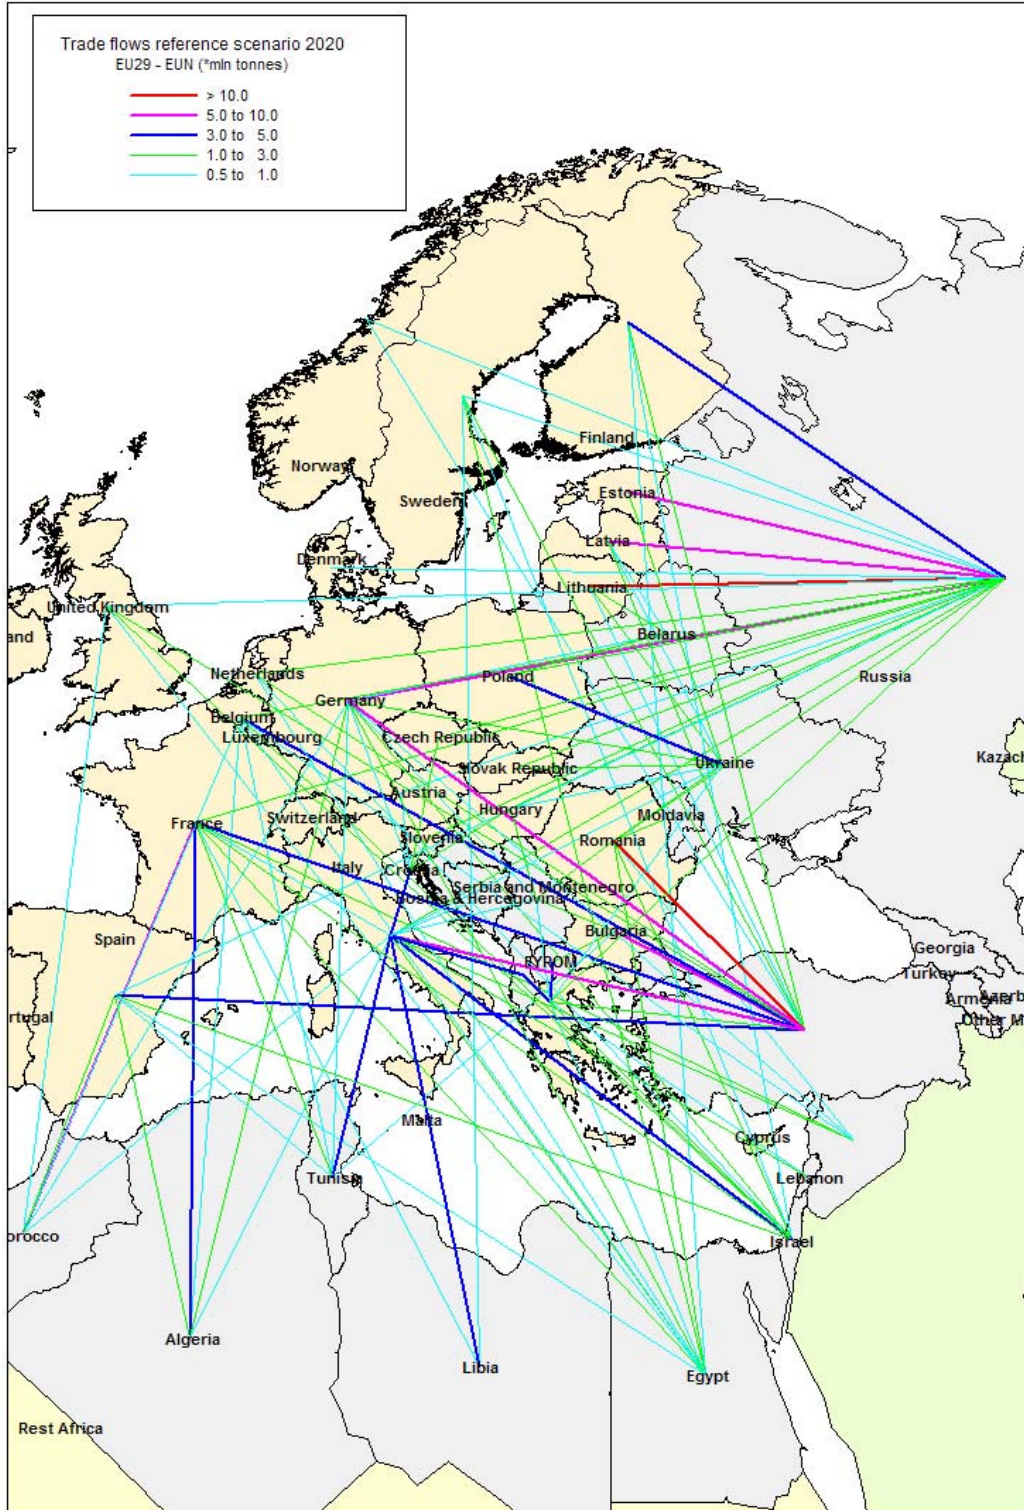 Trade flows reference scenario 2020
EU29 - EUN (*mln tonnes)
> 10.0
5.0 to 10.0
3.0 to 5.0
1.0 to 3.0
0.5 to 1.0
Finland
Norway
Sweden
Estonia
Latvia
Denmark
Lithuania
United Kingdom
and
Belarus
Netherlands
Poland
Russia
Germany
Belgium
Luxembourg
Czech Republic
Kazach
Ukraine
Slovak Republic
Austria
Hungary
Moldavia
Switzerland
France
Slovenia
Romania
Italy
Croatia
Serbia and Montenegro
Bosnia & Hercegovina
Bulgaria
Spain
Georgia
FYROM
Turkey
Azerb
Armenia
Other M
rtugal
Malta
Cyprus
Tunisia
Lebanon
orocco
Israel
Algeria
Libia
Egypt
Rest Africa